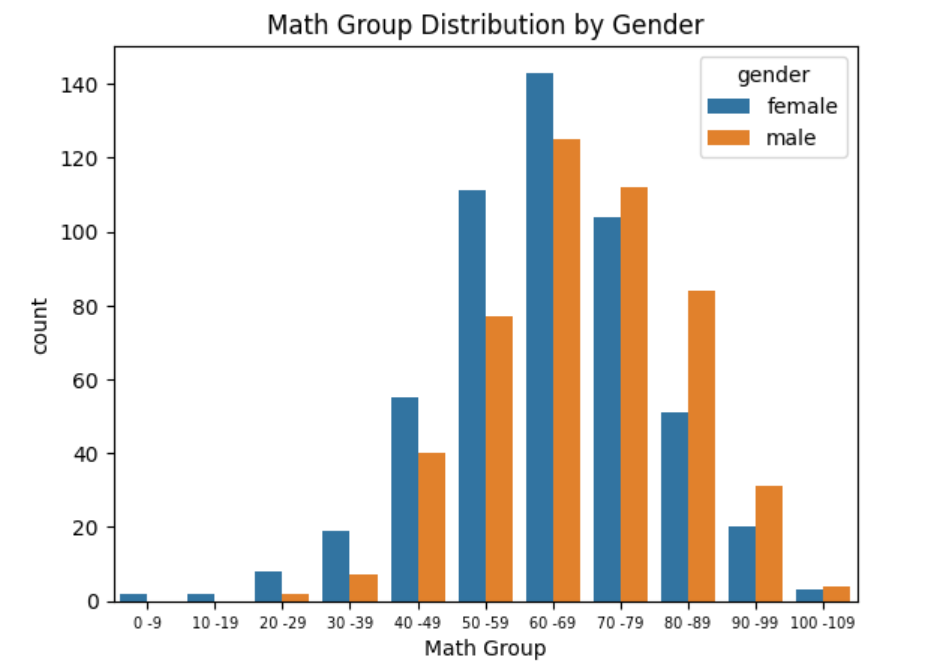 Math Group Distribution by Gender
gender
female
male
140
120
100
80
60
40
20
0
count
0 -9 10 -19 20 -29 30 -39 40 -49 50 -59 60 -69 70 -79 80 -89 90 -99 100 -109
Math Group